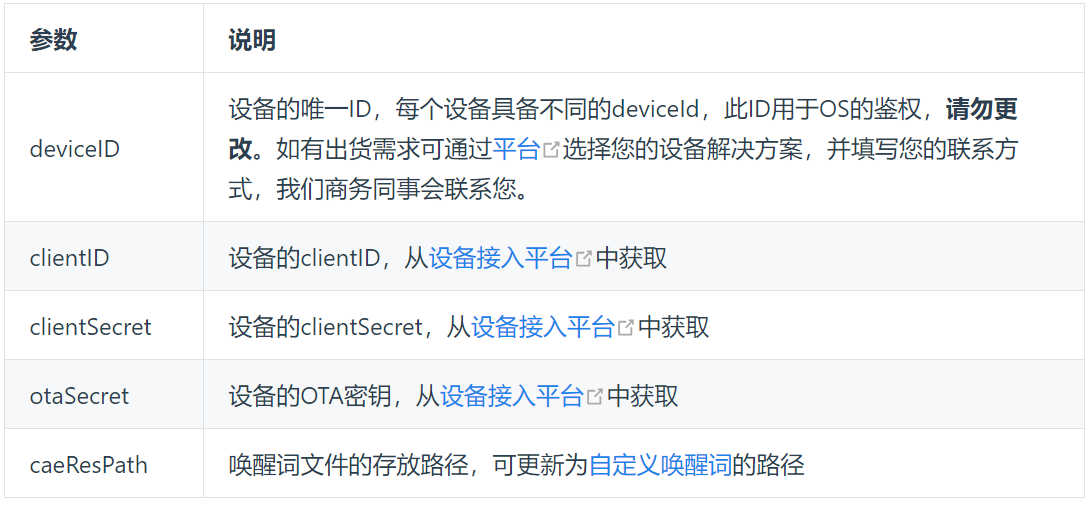 参数 说明
deviceID
设备的唯一ID，每个设备具备不同的deviceId，此ID用于OS的鉴权，请勿更
改。如有出货需求可通过平台选择您的设备解决方案，并填写您的联系方
式，我们商务同事会联系您。
clientID 设备的clientID，从设备接入平台中获取
clientSecret 设备的clientSecret，从设备接入平台中获取
otaSecret 设备的OTA密钥，从设备接入平台中获取
caeResPath 唤醒词文件的存放路径，可更新为自定义唤醒词的路径